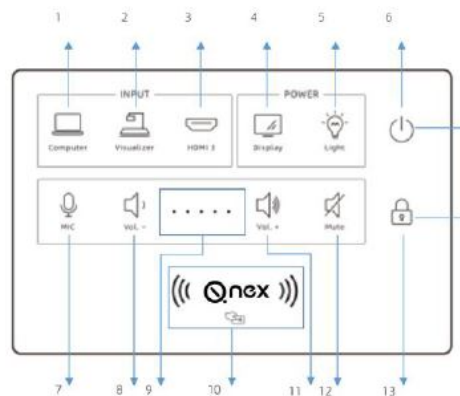 1 2 3 4 5 6
INPUT POWER
Computer Visualizer HDMI 3 Display Light
MIC Vol. - Vol. + Mute
Qnex
7 8 9 10 11 12 13